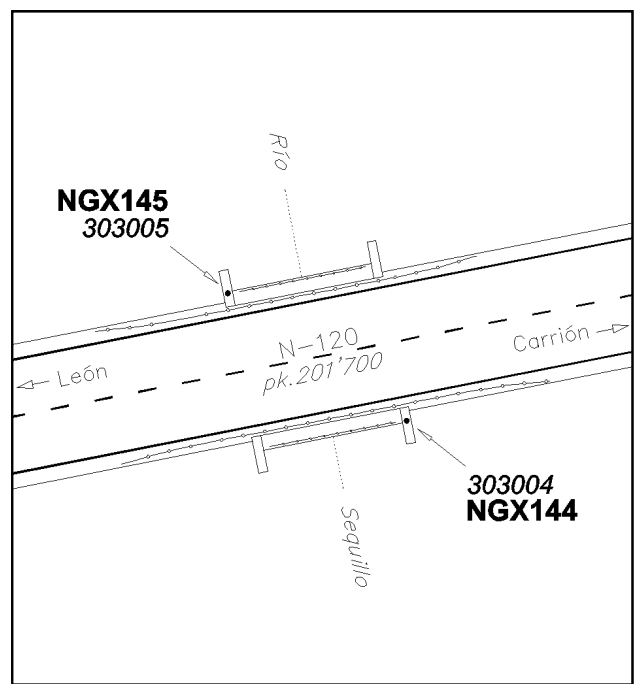 Río
NGX145
303005
N-120
pk.201'700
Carrión
León
303004
NGX144
Sequillo